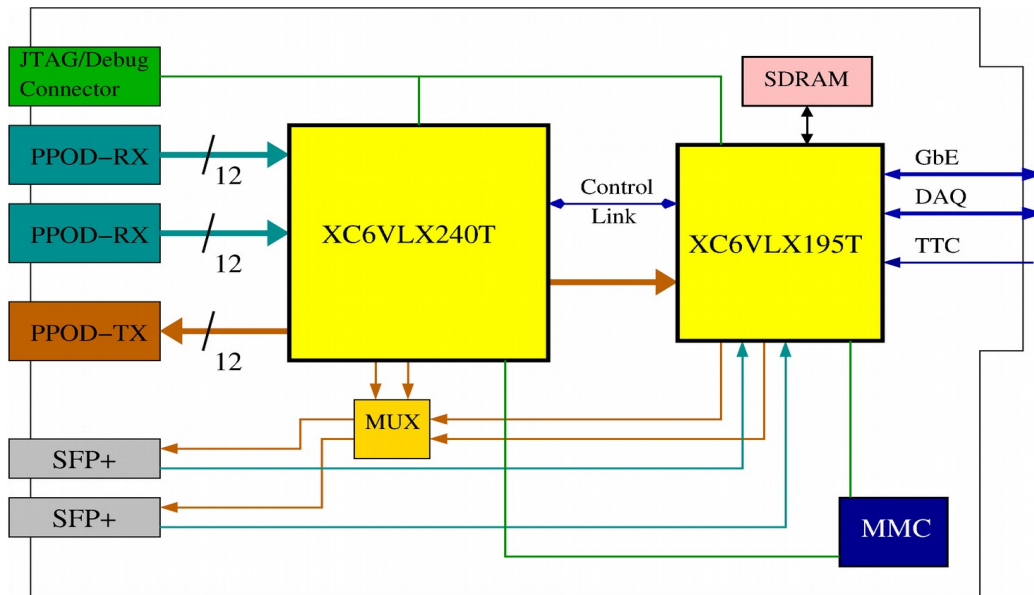 JTAG/Debug
Connector
SDRAM
PPOD-RX
12
GbE
Control
Link
DAQ
PPOD-RX
12
XC6VLX240T
XC6VLX195T
TTC
PPOD-TX
12
MUX
SFP+
SFP+
MMC